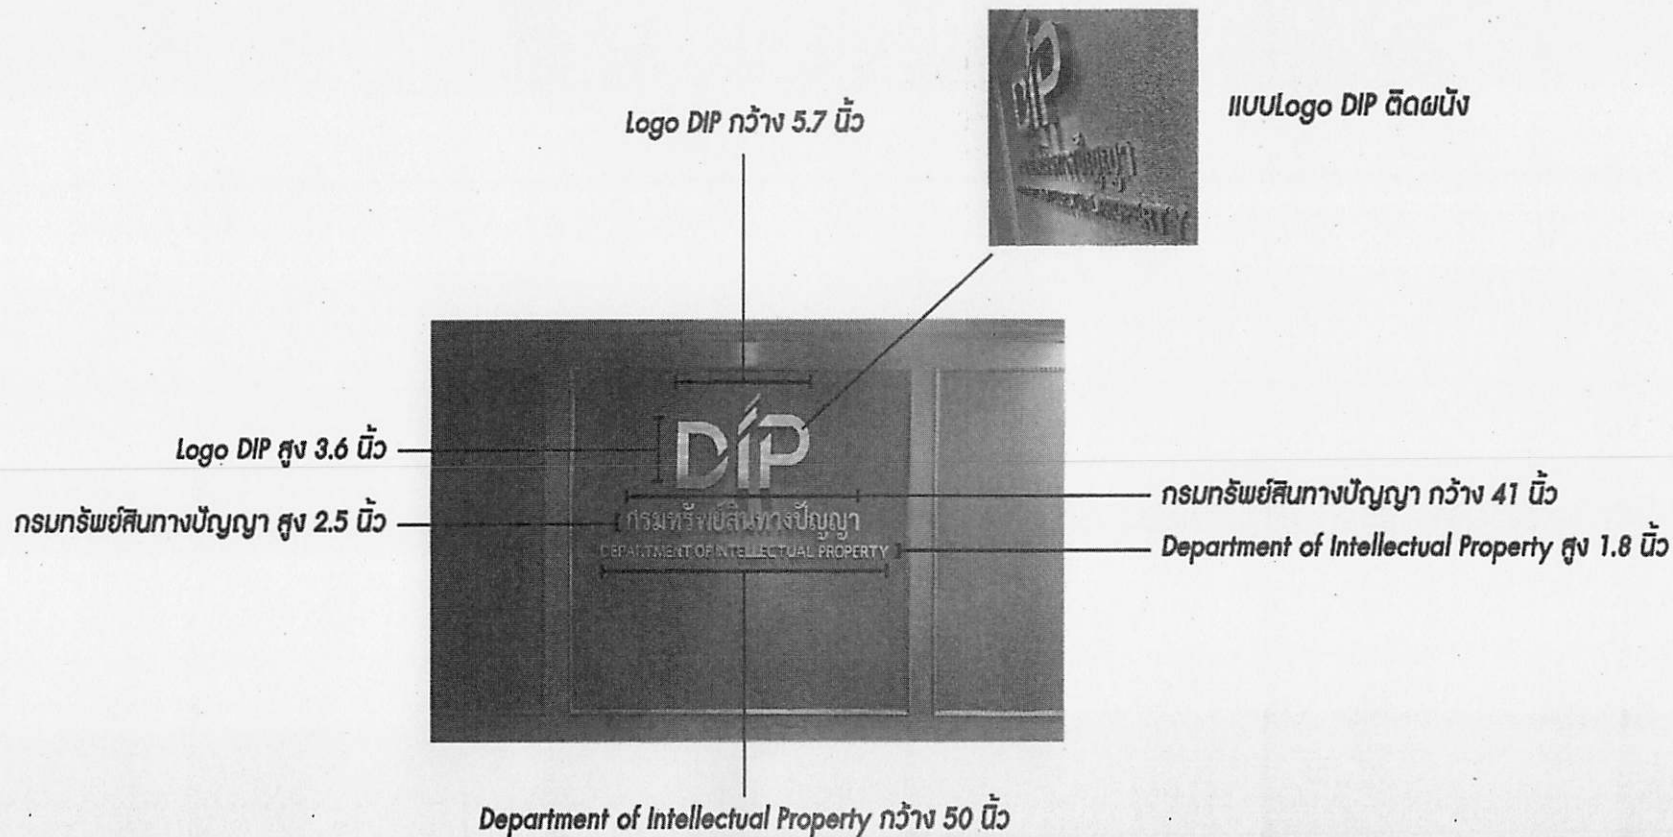 Logo DIP กว้าง 5.7 นิ้ว
แบบLogo DIP ติดผนัง
DIP
Logo DIP สูง 3.6 นิ้ว
DIP
กรมทรัพย์สินทางปัญญา สูง 2.5 นิ้ว
กรมทรัพย์สินทางปัญญา
DEPARTMENT OF INTELLECTUAL PROPERTY
กรมทรัพย์สินทางปัญญา กว้าง 41 นิ้ว
Department of Intellectual Property สูง 1.8 นิ้ว
Department of Intellectual Property กว้าง 50 นิ้ว